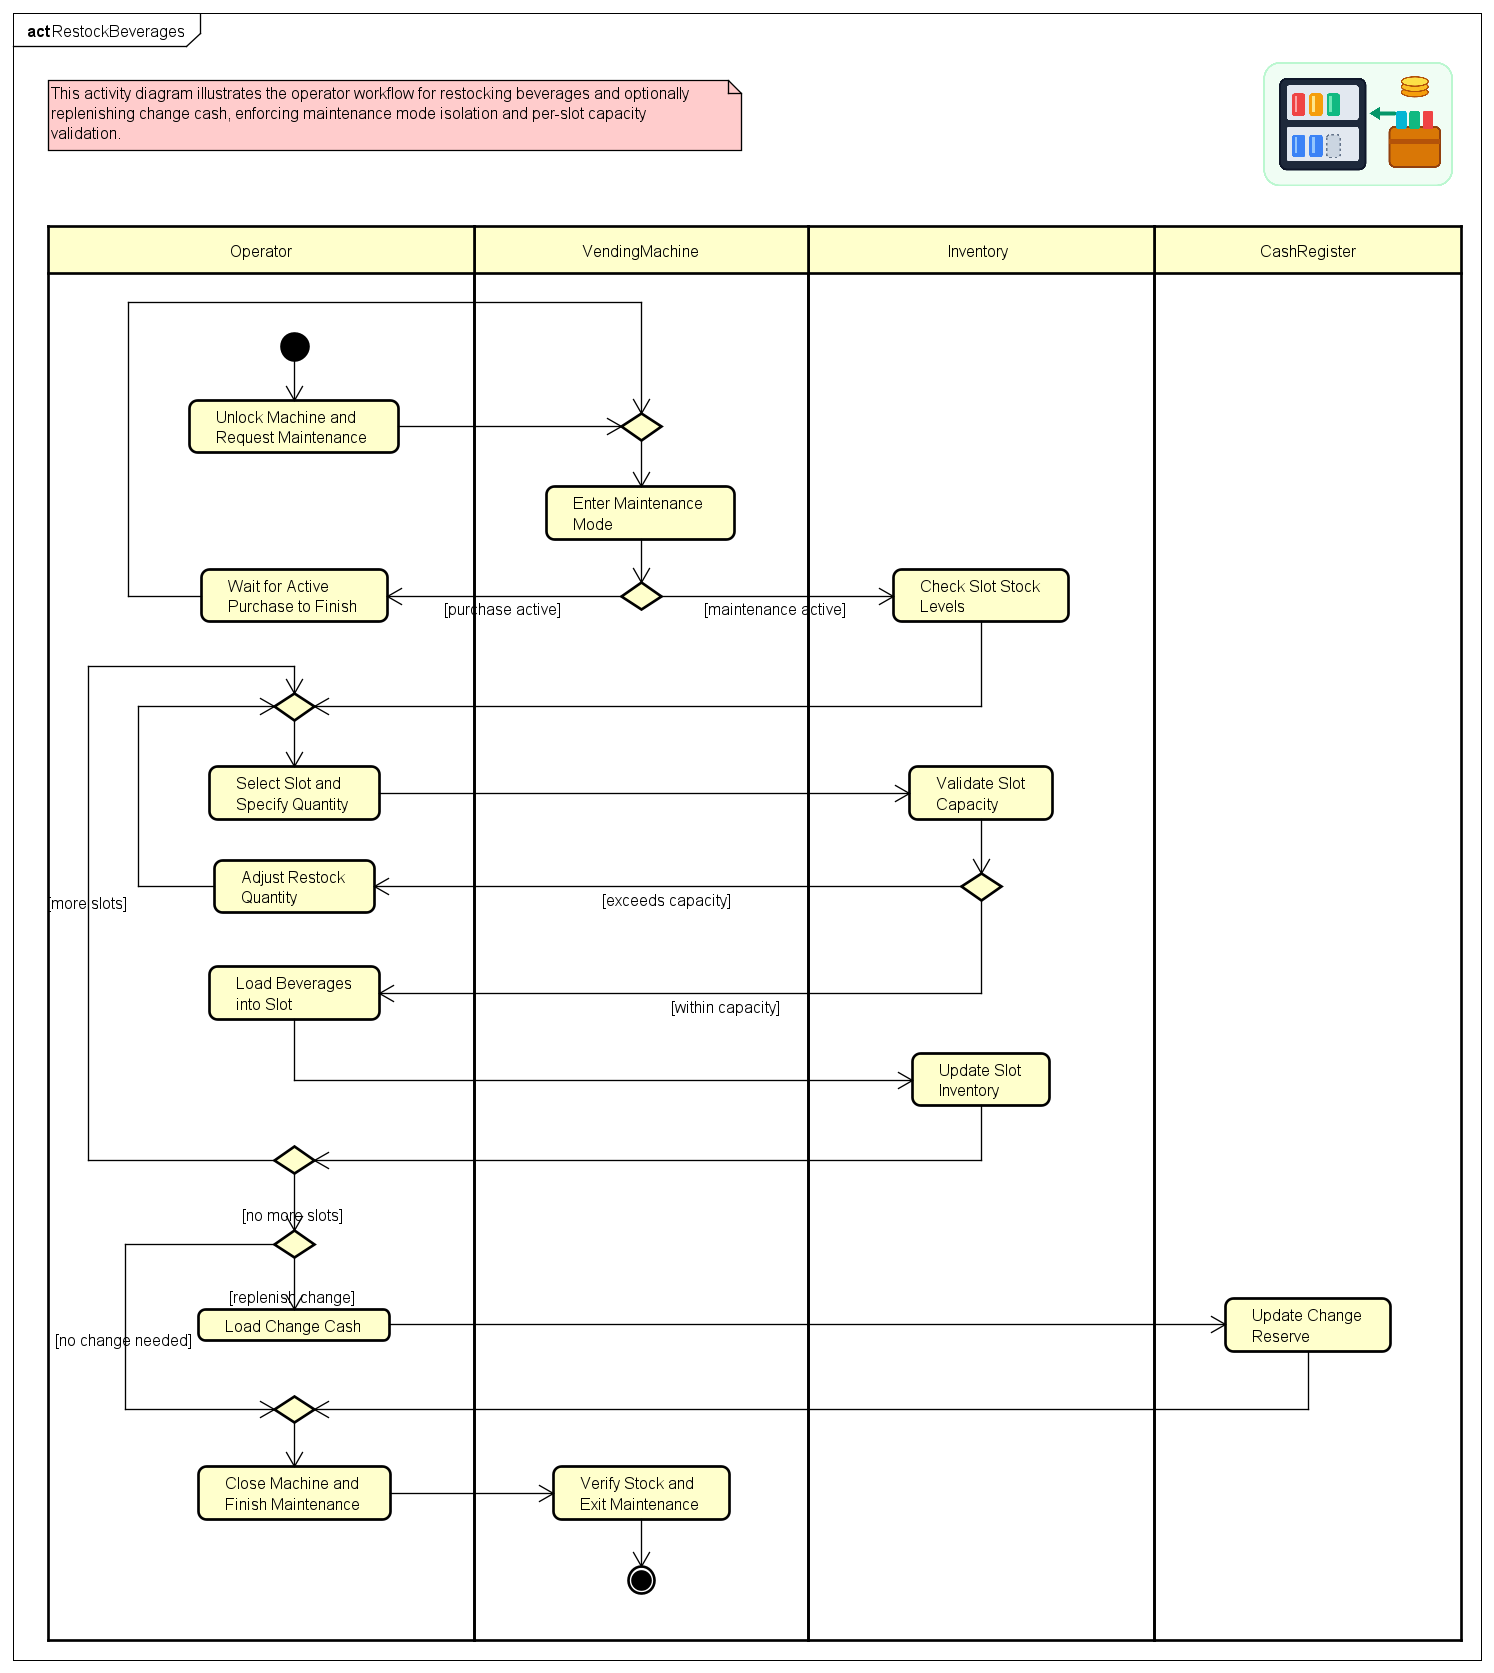 act RestockBeverages
This activity diagram illustrates the operator workflow for restocking beverages and optionally
replenishing change cash, enforcing maintenance mode isolation and per-slot capacity
validation.
Operator
VendingMachine
Inventory
CashRegister
Unlock Machine and
Request Maintenance
Enter Maintenance
Mode
Wait for Active
Purchase to Finish
[purchase active]
[maintenance active]
Check Slot Stock
Levels
Select Slot and
Specify Quantity
Validate Slot
Capacity
Adjust Restock
Quantity
[more slots]
[exceeds capacity]
Load Beverages
into Slot
[within capacity]
Update Slot
Inventory
[no more slots]
[replenish change]
Load Change Cash
Update Change
Reserve
[no change needed]
Close Machine and
Finish Maintenance
Verify Stock and
Exit Maintenance